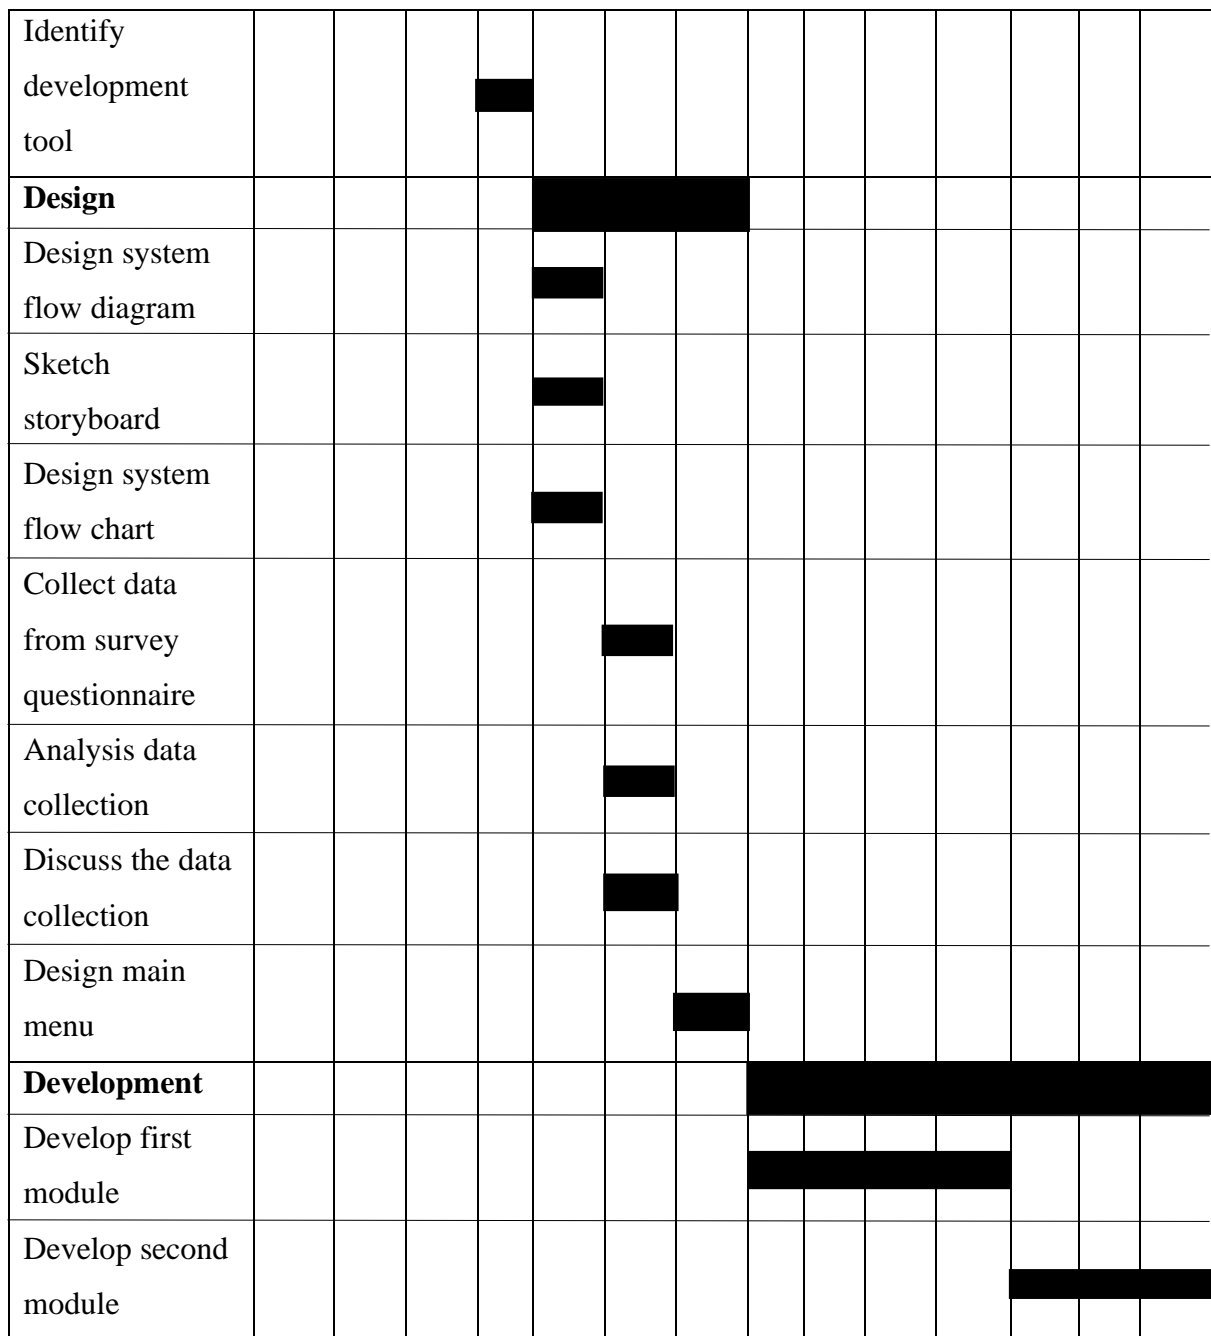 Identify
development
tool
Design
Design system
flow diagram
Sketch
storyboard
Design system
flow chart
Collect data
from survey
questionnaire
Analysis data
collection
Discuss the data
collection
Design main
menu
Development
Develop first
module
Develop second
module